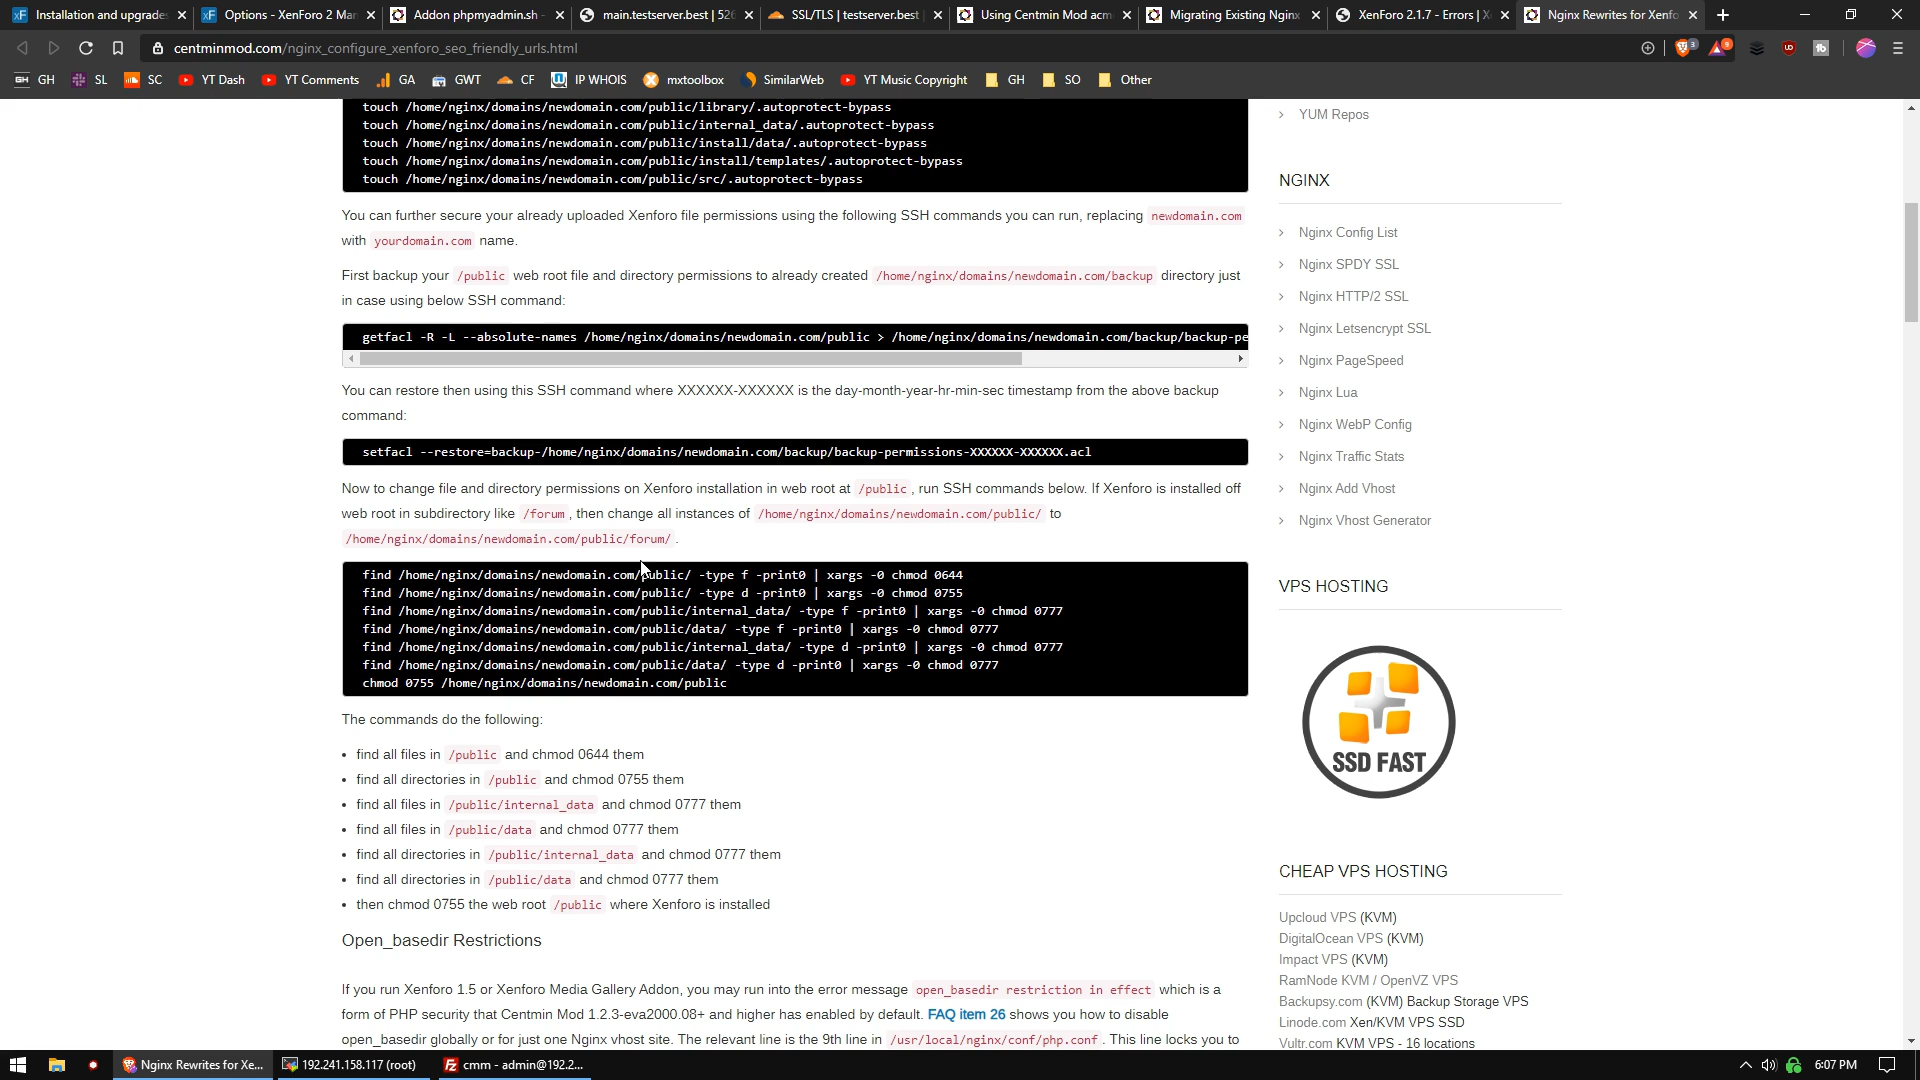 Installation and upgrade
Options - XenForo 2 Mar
Addon phpmyadmin.sh -
main.testserver.best | 526
SSL/TLS | testserver.best
Using Centmin Mod acm
Migrating Existing Nginx
XenForo 2.1.7 - Errors | X
Nginx Rewrites for Xenfo
centminmod.com/nginx_configure_xenforo_seo_friendly_urls.html
GH
SL
SC
YT Dash
YT Comments
GA
GWT
CF
IP WHOIS
mxtoolbox
SimilarWeb
YT Music Copyright
GH
SO
Other
touch /home/nginx/domains/newdomain.com/public/library/.autoprotect-bypass
touch /home/nginx/domains/newdomain.com/public/internal_data/.autoprotect-bypass
touch /home/nginx/domains/newdomain.com/public/install/data/.autoprotect-bypass
touch /home/nginx/domains/newdomain.com/public/install/templates/.autoprotect-bypass
touch /home/nginx/domains/newdomain.com/public/src/.autoprotect-bypass
You can further secure your already uploaded Xenforo file permissions using the following SSH commands you can run, replacing newdomain.com
with yourdomain.com name.
First backup your /public web root file and directory permissions to already created /home/nginx/domains/newdomain.com/backup directory just
in case using below SSH command:
getfacl -R -L --absolute-names /home/nginx/domains/newdomain.com/public > /home/nginx/domains/newdomain.com/backup/backup-pe
You can restore then using this SSH command where XXXXXX-XXXXXX is the day-month-year-hr-min-sec timestamp from the above backup
command:
setfacl --restore=backup-/home/nginx/domains/newdomain.com/backup/backup-permissions-XXXXXX-XXXXXX.acl
Now to change file and directory permissions on Xenforo installation in web root at /public , run SSH commands below. If Xenforo is installed off
web root in subdirectory like /forum , then change all instances of /home/nginx/domains/newdomain.com/public/ to
/home/nginx/domains/newdomain.com/public/forum/ .
find /home/nginx/domains/newdomain.com/public/ -type f -print0 | xargs -0 chmod 0644
find /home/nginx/domains/newdomain.com/public/ -type d -print0 | xargs -0 chmod 0755
find /home/nginx/domains/newdomain.com/public/internal_data/ -type f -print0 | xargs -0 chmod 0777
find /home/nginx/domains/newdomain.com/public/data/ -type f -print0 | xargs -0 chmod 0777
find /home/nginx/domains/newdomain.com/public/internal_data/ -type d -print0 | xargs -0 chmod 0777
find /home/nginx/domains/newdomain.com/public/data/ -type d -print0 | xargs -0 chmod 0777
chmod 0755 /home/nginx/domains/newdomain.com/public
The commands do the following:
• find all files in /public and chmod 0644 them
• find all directories in /public and chmod 0755 them
• find all files in /public/internal_data and chmod 0777 them
• find all files in /public/data and chmod 0777 them
• find all directories in /public/internal_data and chmod 0777 them
• find all directories in /public/data and chmod 0777 them
• then chmod 0755 the web root /public where Xenforo is installed
Open_basedir Restrictions
If you run Xenforo 1.5 or Xenforo Media Gallery Addon, you may run into the error message open_basedir restriction in effect which is a
form of PHP security that Centmin Mod 1.2.3-eva2000.08+ and higher has enabled by default. FAQ item 26 shows you how to disable
open_basedir globally or for just one Nginx vhost site. The relevant line is the 9th line in /usr/local/nginx/conf/php.conf . This line locks you to
YUM Repos
NGINX
Nginx Config List
Nginx SPDY SSL
Nginx HTTP/2 SSL
Nginx Letsencrypt SSL
Nginx PageSpeed
Nginx Lua
Nginx WebP Config
Nginx Traffic Stats
Nginx Add Vhost
Nginx Vhost Generator
VPS HOSTING
SSD FAST
CHEAP VPS HOSTING
Upcloud VPS (KVM)
DigitalOcean VPS (KVM)
Impact VPS (KVM)
RamNode KVM / OpenVZ VPS
Backupsy.com (KVM) Backup Storage VPS
Linode.com Xen/KVM VPS SSD
Vultr.com KVM VPS - 16 locations
Nginx Rewrites for Xe...
192.241.158.117 (root)
cmm - admin@192.2...
6:07 PM